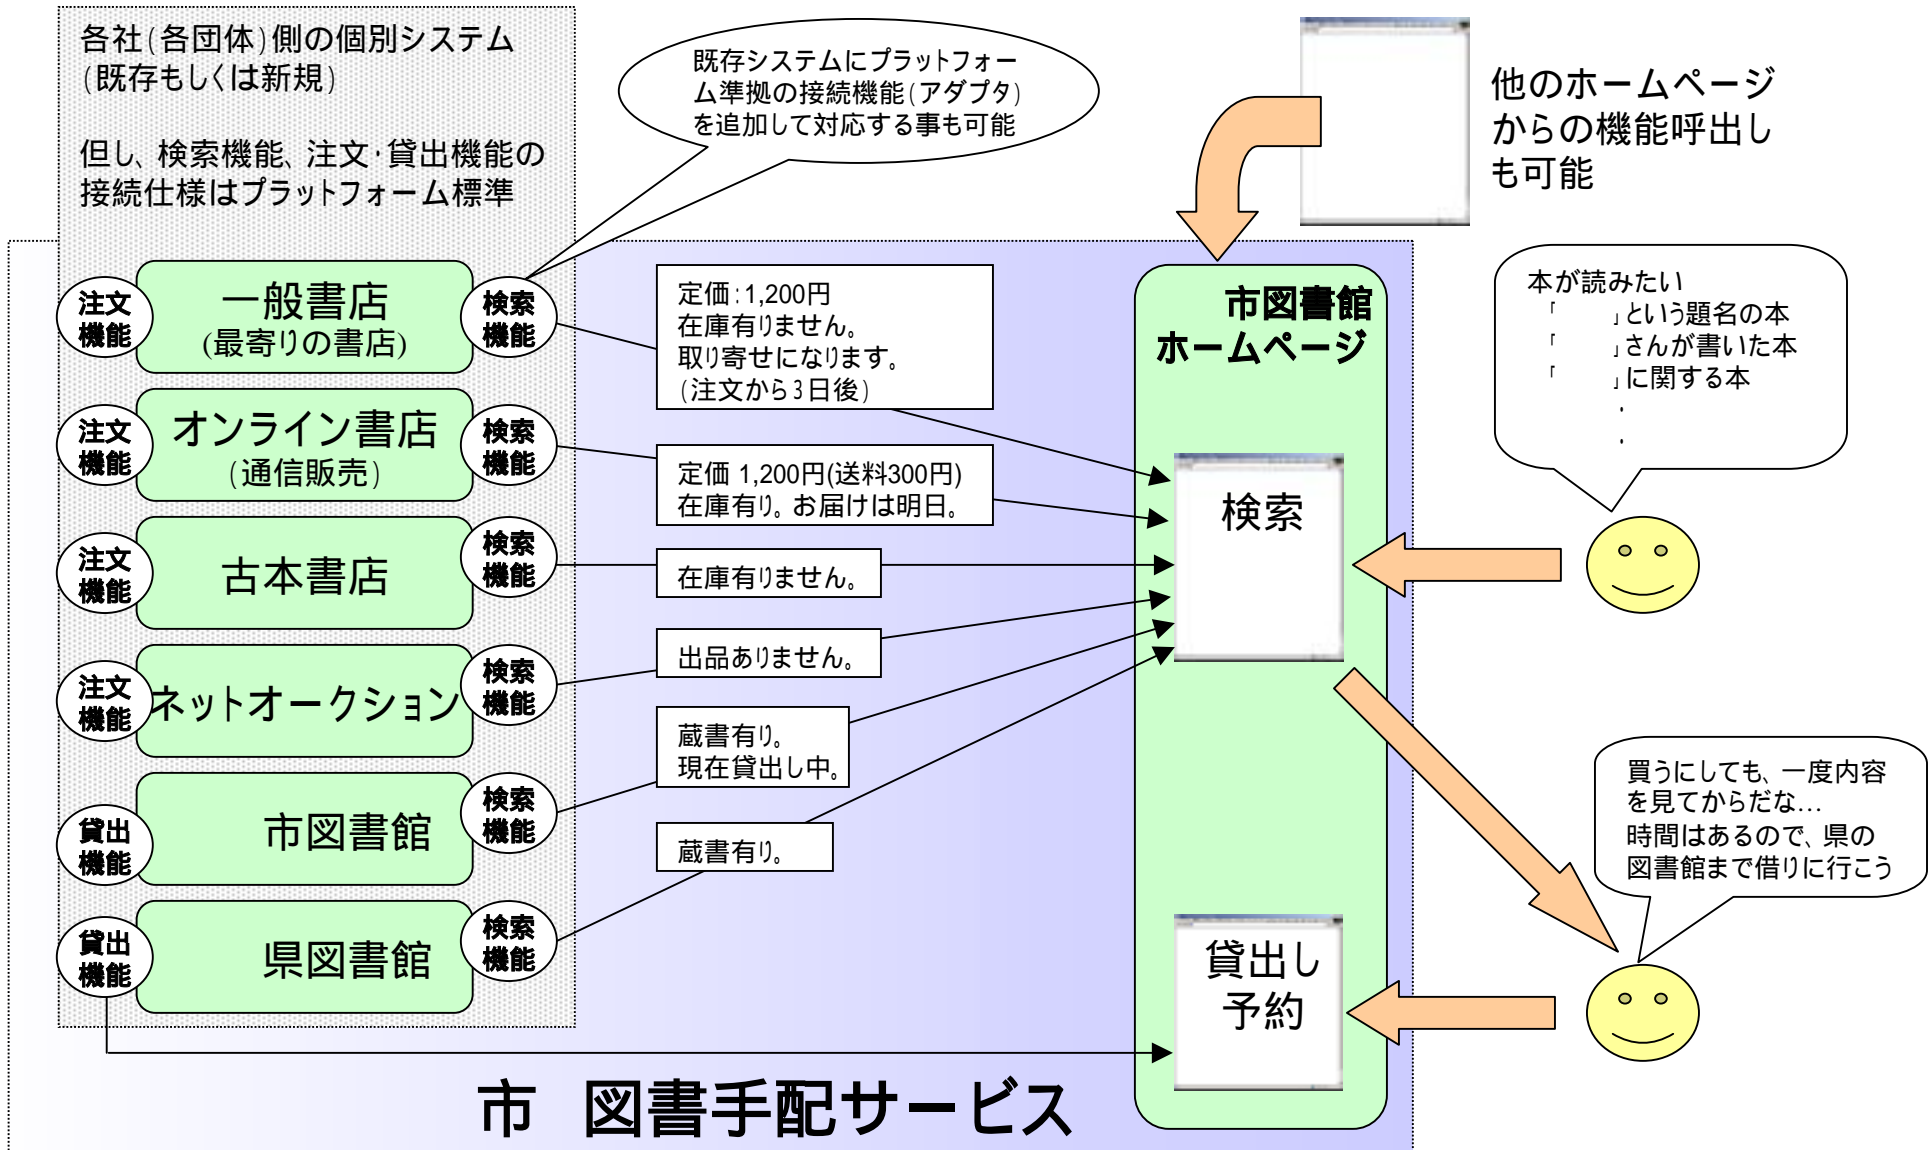 各社(各団体)側の個別システム
(既存もしくは新規)
但し、検索機能、注文・貸出機能の
接続仕様はプラットフォーム標準
既存システムにプラットフォー
ム準拠の接続機能(アダプタ)
を追加して対応する事も可能
他のホームページ
からの機能呼出し
も可能
注文
機能
一般書店
(最寄りの書店)
検索
機能
定価:1,200円
在庫有りません。
取り寄せになります。
(注文から3日後)
市図書館
ホームページ
本が読みたい
「　　」という題名の本
「　　」さんが書いた本
「　　」に関する本
・
・
注文
機能
オンライン書店
(通信販売)
検索
機能
定価 1,200円(送料300円)
在庫有り。お届けは明日。
検索
注文
機能
古本書店
検索
機能
在庫有りません。
注文
機能
ネットオークション
検索
機能
出品ありません。
貸出
機能
市図書館
検索
機能
蔵書有り。
現在貸出し中。
買うにしても、一度内容
を見てからだな…
時間はあるので、県の
図書館まで借りに行こう
貸出
機能
県図書館
検索
機能
蔵書有り。
貸出し
予約
市　図書手配サービス